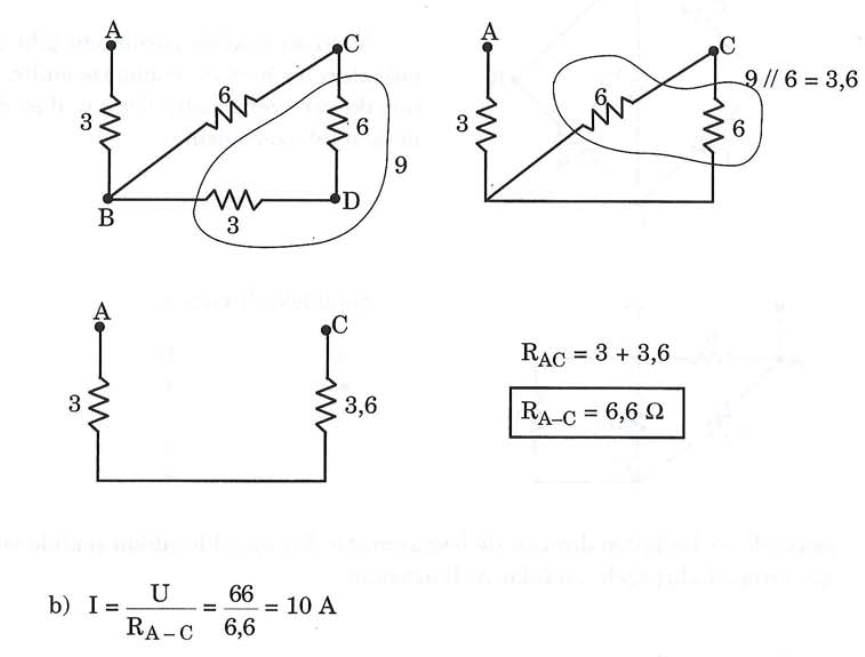 A
C
6
3
6
9
B
3
D
A
C
9 // 6 = 3,6
6
3
6
A
C
3
3,6
R_AC = 3 + 3,6
R_A–C = 6,6 Ω
b) I = U / R_A–C = 66 / 6,6 = 10 A